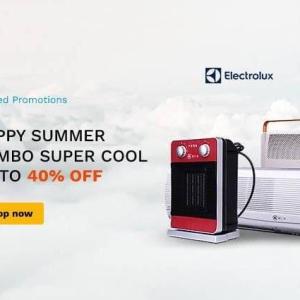 Electrolux
ed Promotions
PPY SUMMER
MBO SUPER COOL
TO 40% OFF
op now